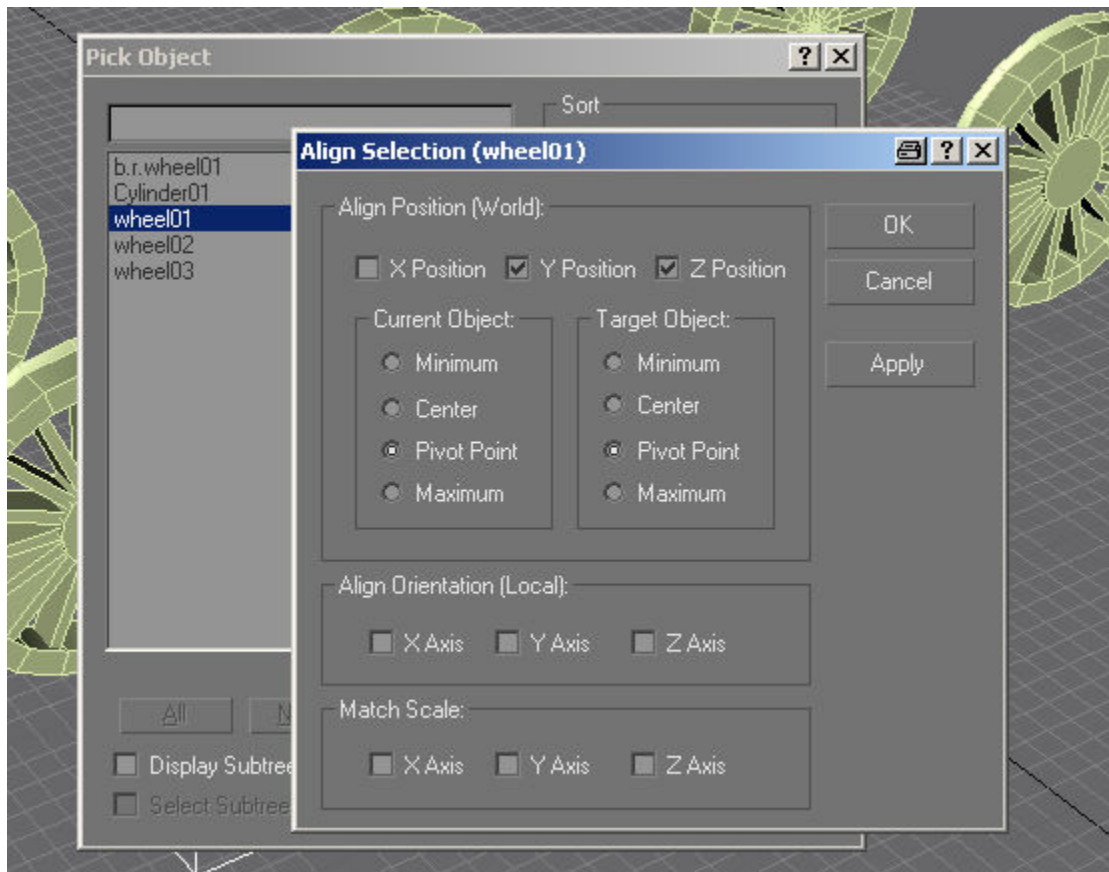 Pick Object
Sort
Align Selection (wheel01)
b.r.wheel01
Cylinder01
wheel01
wheel02
wheel03
Align Position (World):
X Position Y Position Z Position
Current Object: Target Object:
Minimum Minimum
Center Center
Pivot Point Pivot Point
Maximum Maximum
OK
Cancel
Apply
Align Orientation (Local):
X Axis Y Axis Z Axis
Match Scale:
X Axis Y Axis Z Axis
All N
Display Subtree
Select Subtree